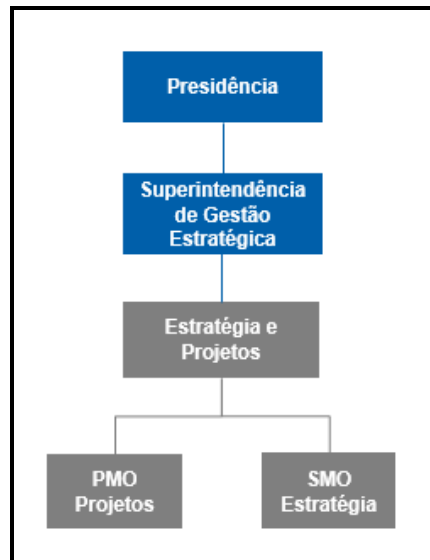 Presidência
Superintendência
de Gestão
Estratégica
Estratégia e
Projetos
PMO
Projetos
SMO
Estratégia